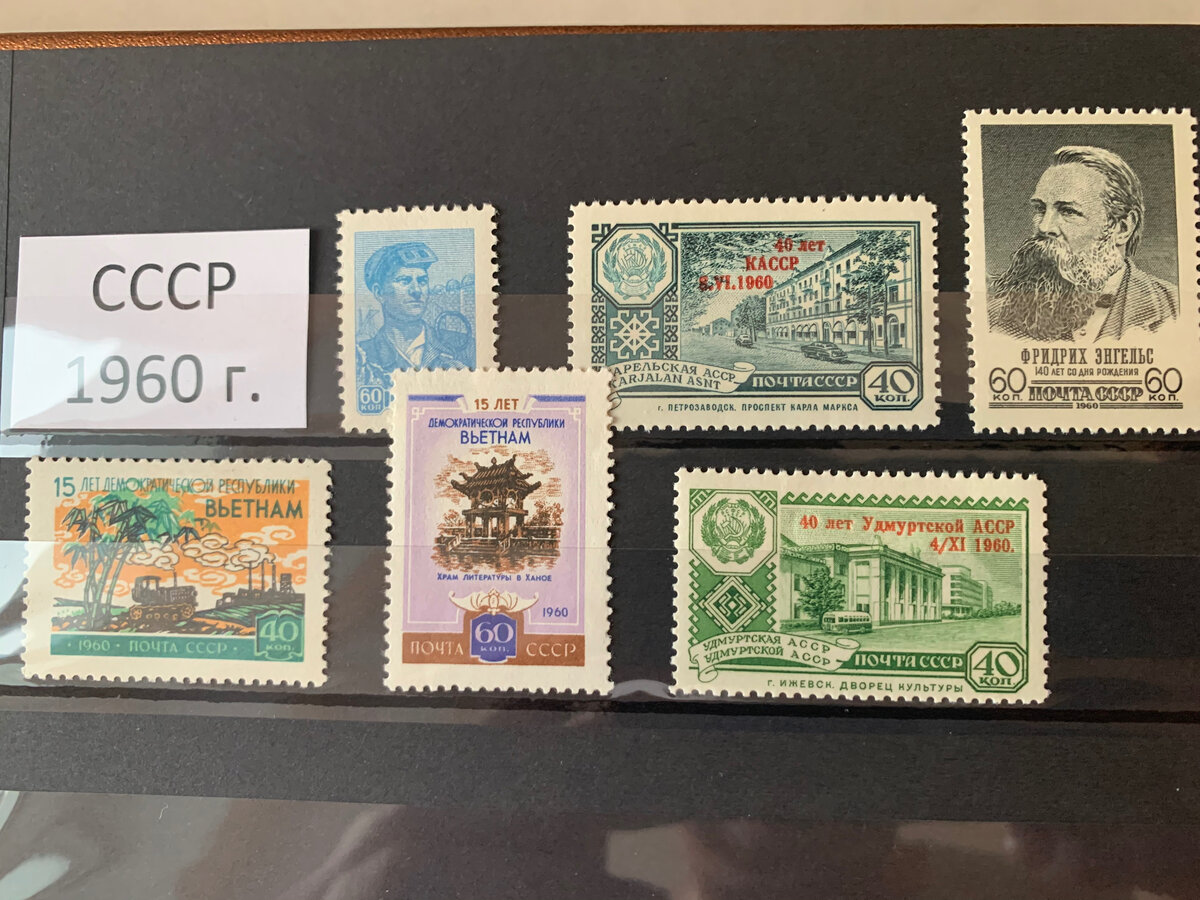 СССР
1960 г.
60
КОП
40 лет
КАССР
8.VI.1960
КАРЕЛЬСКАЯ АССР
KARJALAN ASNT
ПОЧТА СССР
40
КОП.
г. ПЕТРОЗАВОДСК. ПРОСПЕКТ КАРЛА МАРКСА
ФРИДРИХ ЭНГЕЛЬС
140 ЛЕТ СО ДНЯ РОЖДЕНИЯ
60 КОП. ПОЧТА СССР 60 КОП.
1960
15 ЛЕТ ДЕМОКРАТИЧЕСКОЙ РЕСПУБЛИКИ
ВЬЕТНАМ
40
КОП.
· 1960 · ПОЧТА СССР ·
15 ЛЕТ
ДЕМОКРАТИЧЕСКОЙ РЕСПУБЛИКИ
ВЬЕТНАМ
ХРАМ ЛИТЕРАТУРЫ В ХАНОЕ
1960
ПОЧТА 60 КОП. СССР
40 лет Удмуртской АССР
4/XI 1960.
УДМУРТСКАЯ АССР
УДМУРТСКОЙ АССР
ПОЧТА СССР
40
КОП.
г. ИЖЕВСК. ДВОРЕЦ КУЛЬТУРЫ